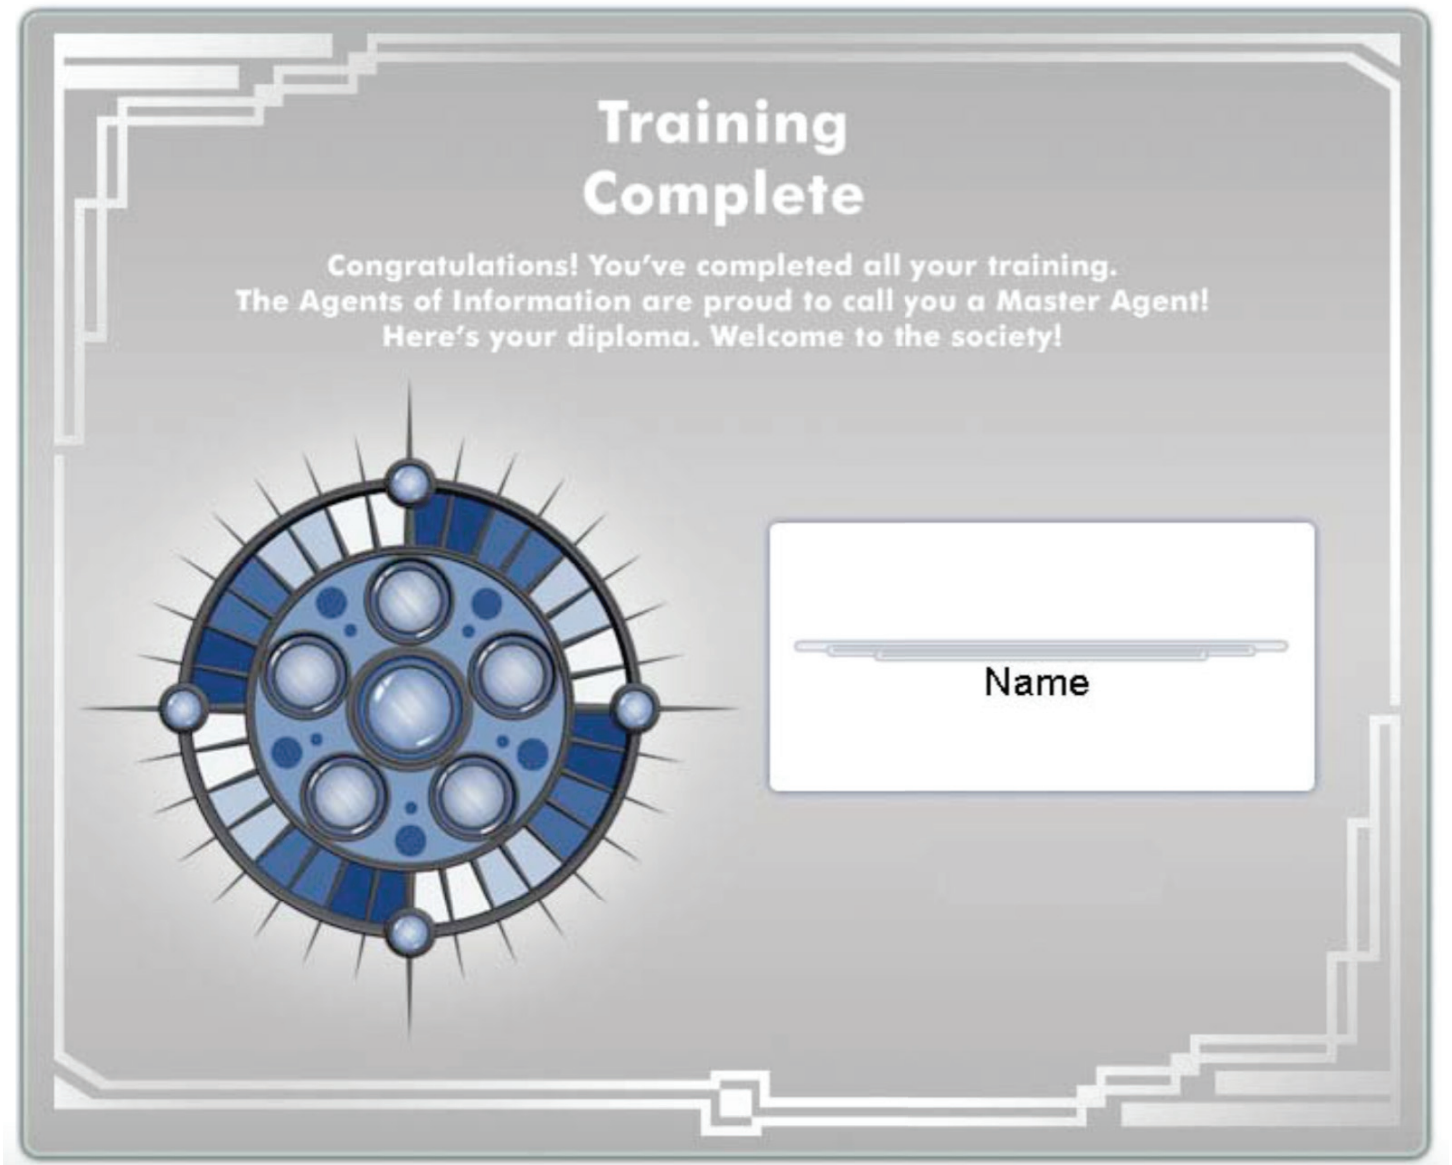 Training
Complete
Congratulations! You've completed all your training.
The Agents of Information are proud to call you a Master Agent!
Here's your diploma. Welcome to the society!
Name